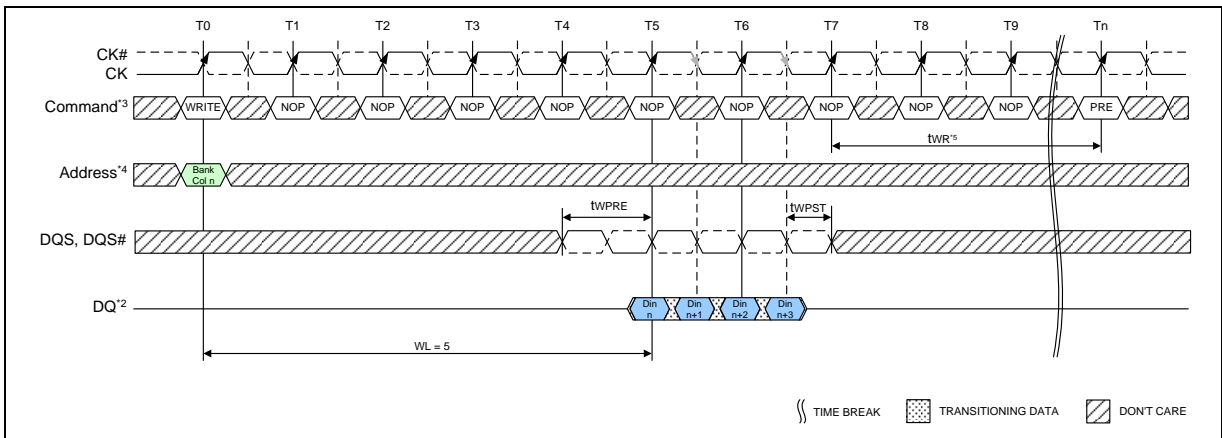 T0 T1 T2 T3 T4 T5 T6 T7 T8 T9 Tn
CK#
CK
Command*3 WRITE NOP NOP NOP NOP NOP NOP NOP NOP NOP PRE
tWR*5
Address*4 Bank Col n
tWPRE tWPST
DQS, DQS#
DQ*2 Din n Din n+1 Din n+2 Din n+3
WL = 5
TIME BREAK TRANSITIONING DATA DON'T CARE